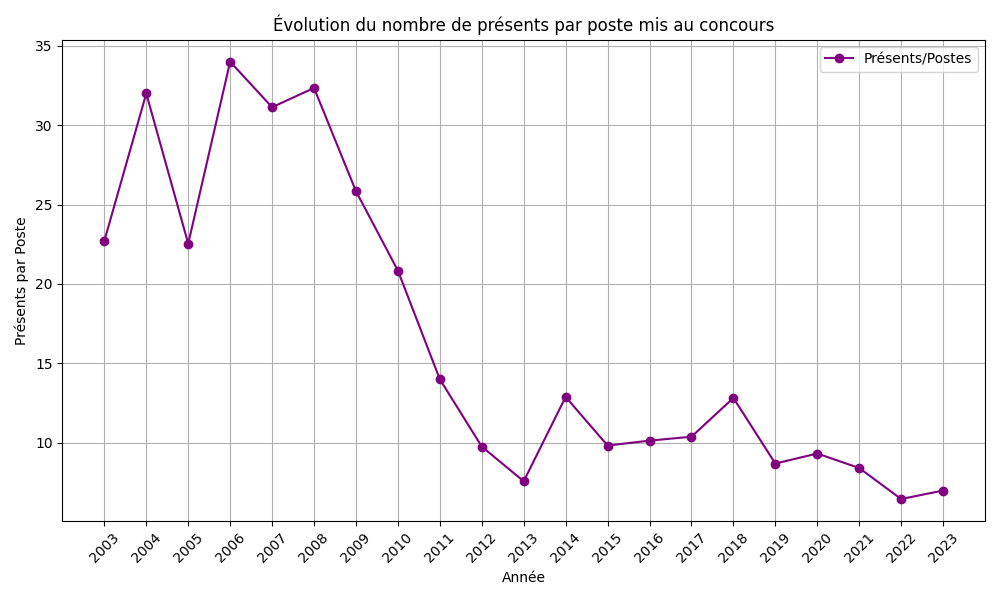 Évolution du nombre de présents par poste mis au concours
Présents/Postes
Présents par Poste
35
30
25
20
15
10
2003 2004 2005 2006 2007 2008 2009 2010 2011 2012 2013 2014 2015 2016 2017 2018 2019 2020 2021 2022 2023
Année